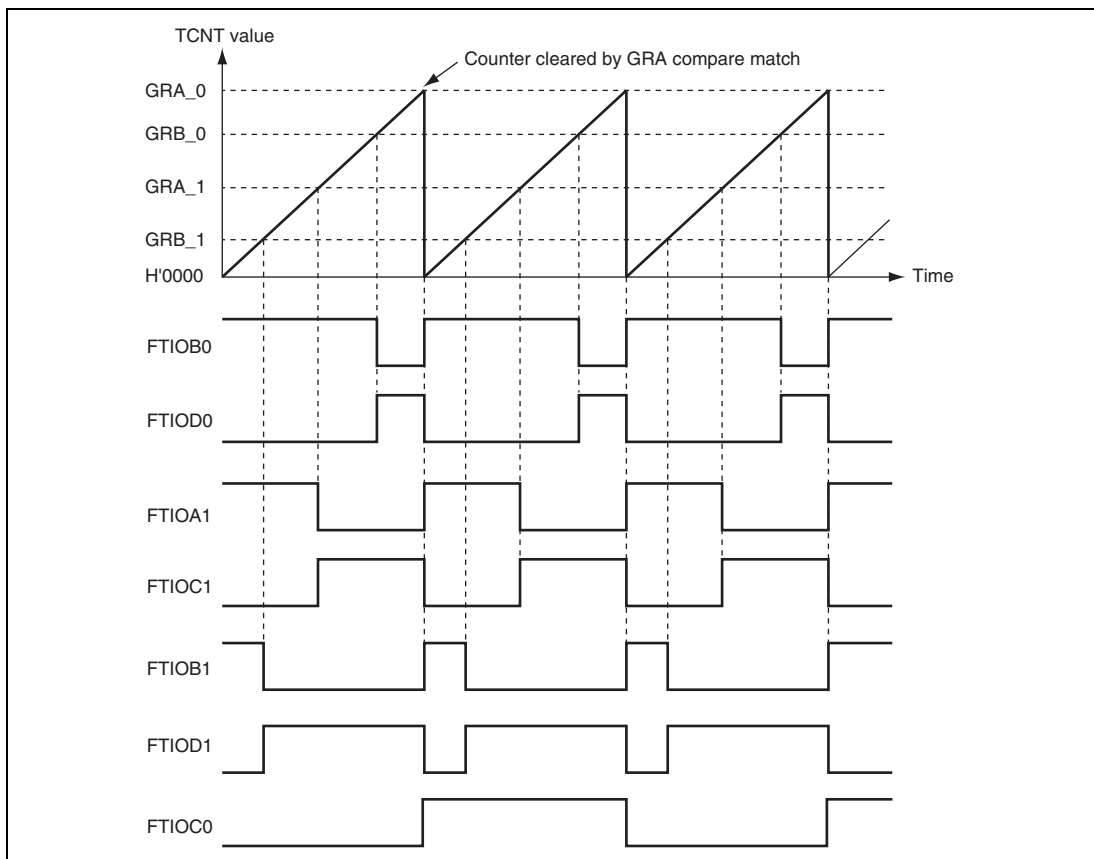 TCNT value
Counter cleared by GRA compare match
GRA_0
GRB_0
GRA_1
GRB_1
H'0000
Time
FTIOB0
FTIOD0
FTIOA1
FTIOC1
FTIOB1
FTIOD1
FTIOC0